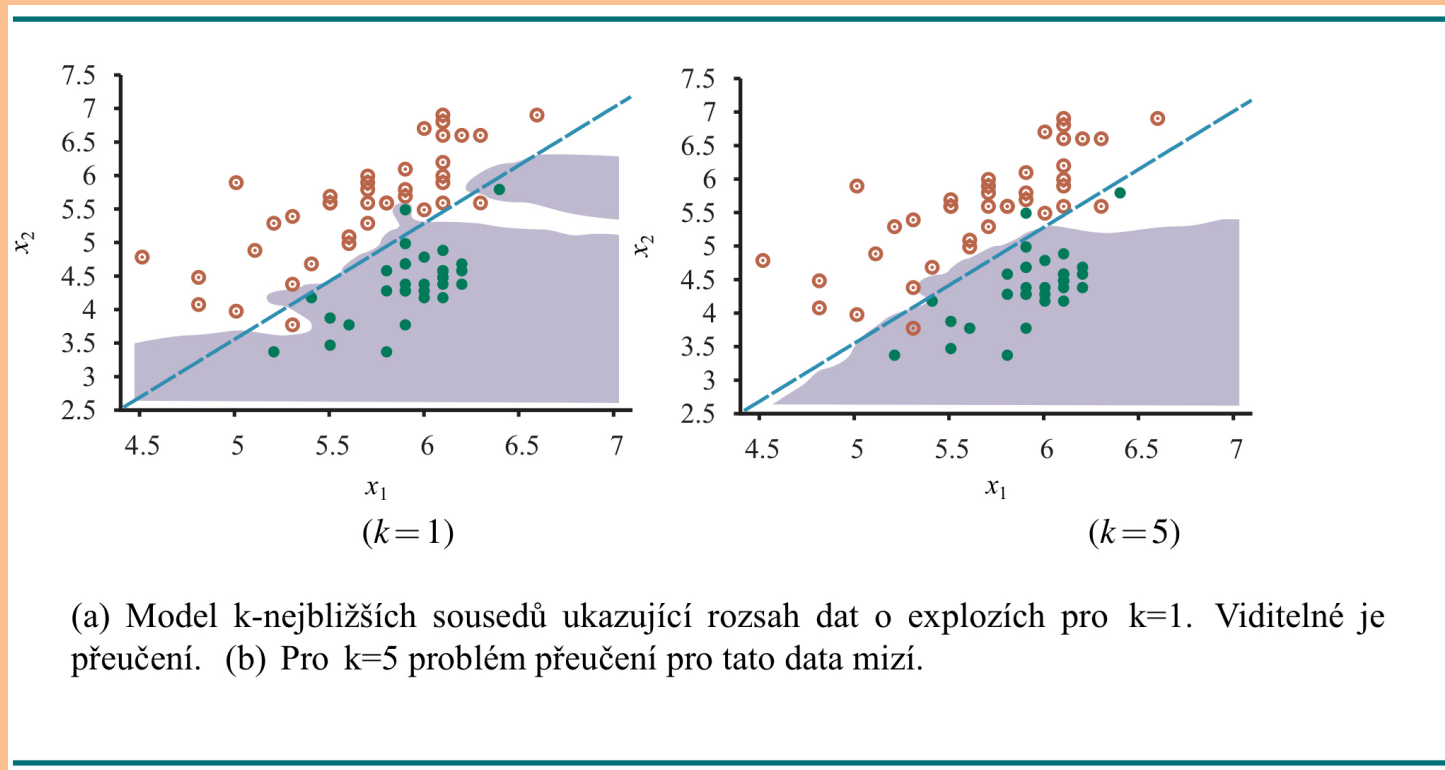 7.5
7
6.5
6
5.5
5
4.5
4
3.5
3
2.5
x2
4.5 5 5.5 6 6.5 7
x1
(k=1)
7.5
7
6.5
6
5.5
5
4.5
4
3.5
3
2.5
x2
4.5 5 5.5 6 6.5 7
x1
(k=5)
(a) Model k-nejbližších sousedů ukazující rozsah dat o explozích pro k=1. Viditelné je
přeučení. (b) Pro k=5 problém přeučení pro tato data mizí.